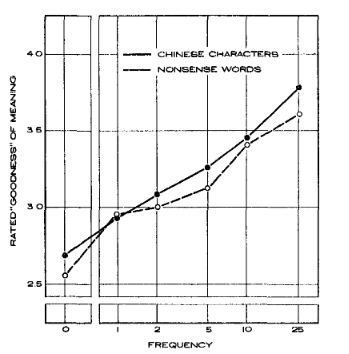 4.0
3.5
3.0
2.5
RATED "GOODNESS" OF MEANING
CHINESE CHARACTERS
NONSENSE WORDS
0 1 2 5 10 25
FREQUENCY